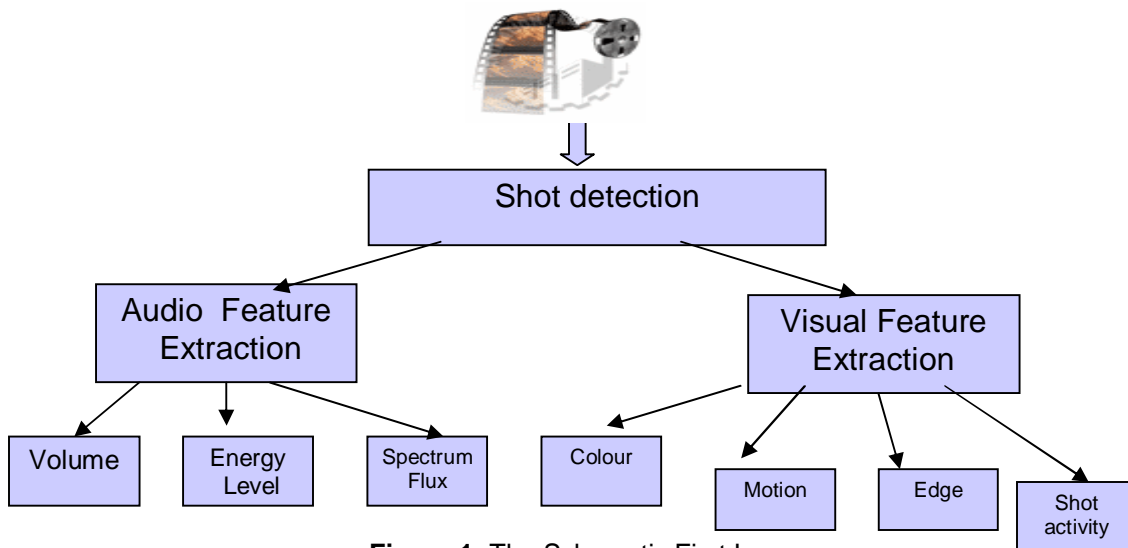 Shot detection
Audio Feature
Extraction
Visual Feature
Extraction
Volume
Energy
Level
Spectrum
Flux
Colour
Motion
Edge
Shot
activity